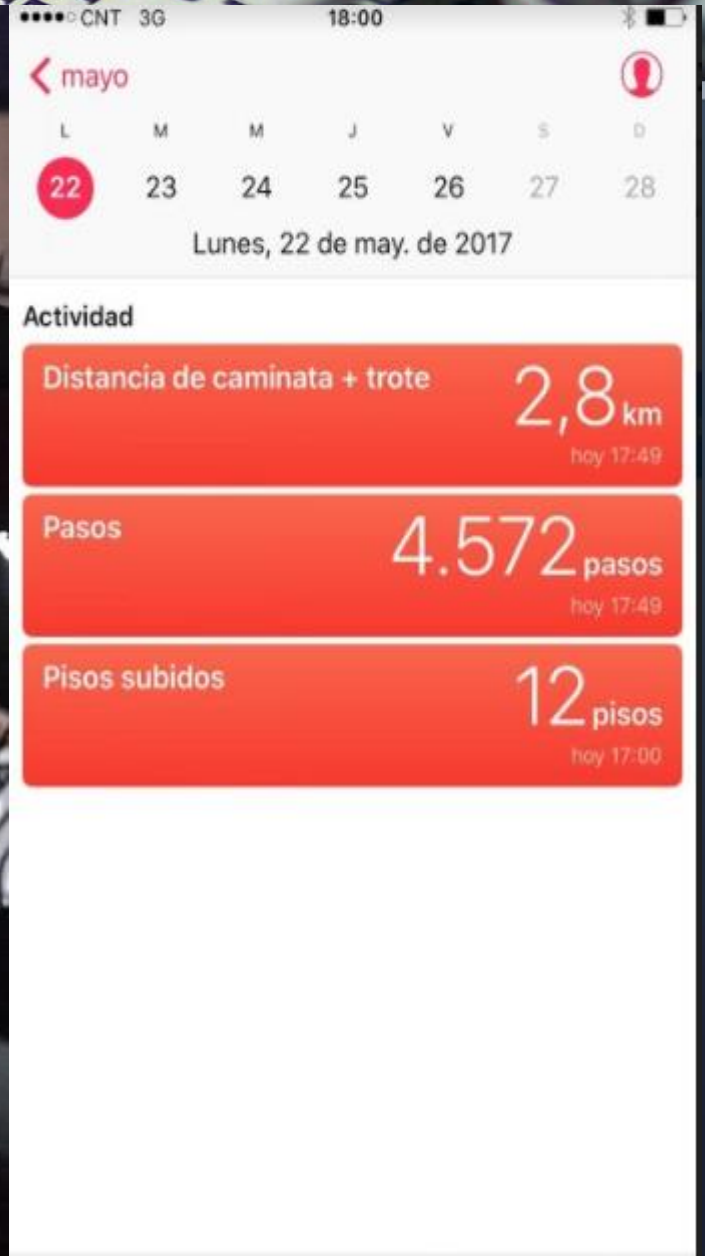 CNT 3G 18:00
mayo
L M M J V S D
22 23 24 25 26 27 28
Lunes, 22 de may. de 2017
Actividad
Distancia de caminata + trote 2,8 km
hoy 17:49
Pasos 4.572 pasos
hoy 17:49
Pisos subidos 12 pisos
hoy 17:00